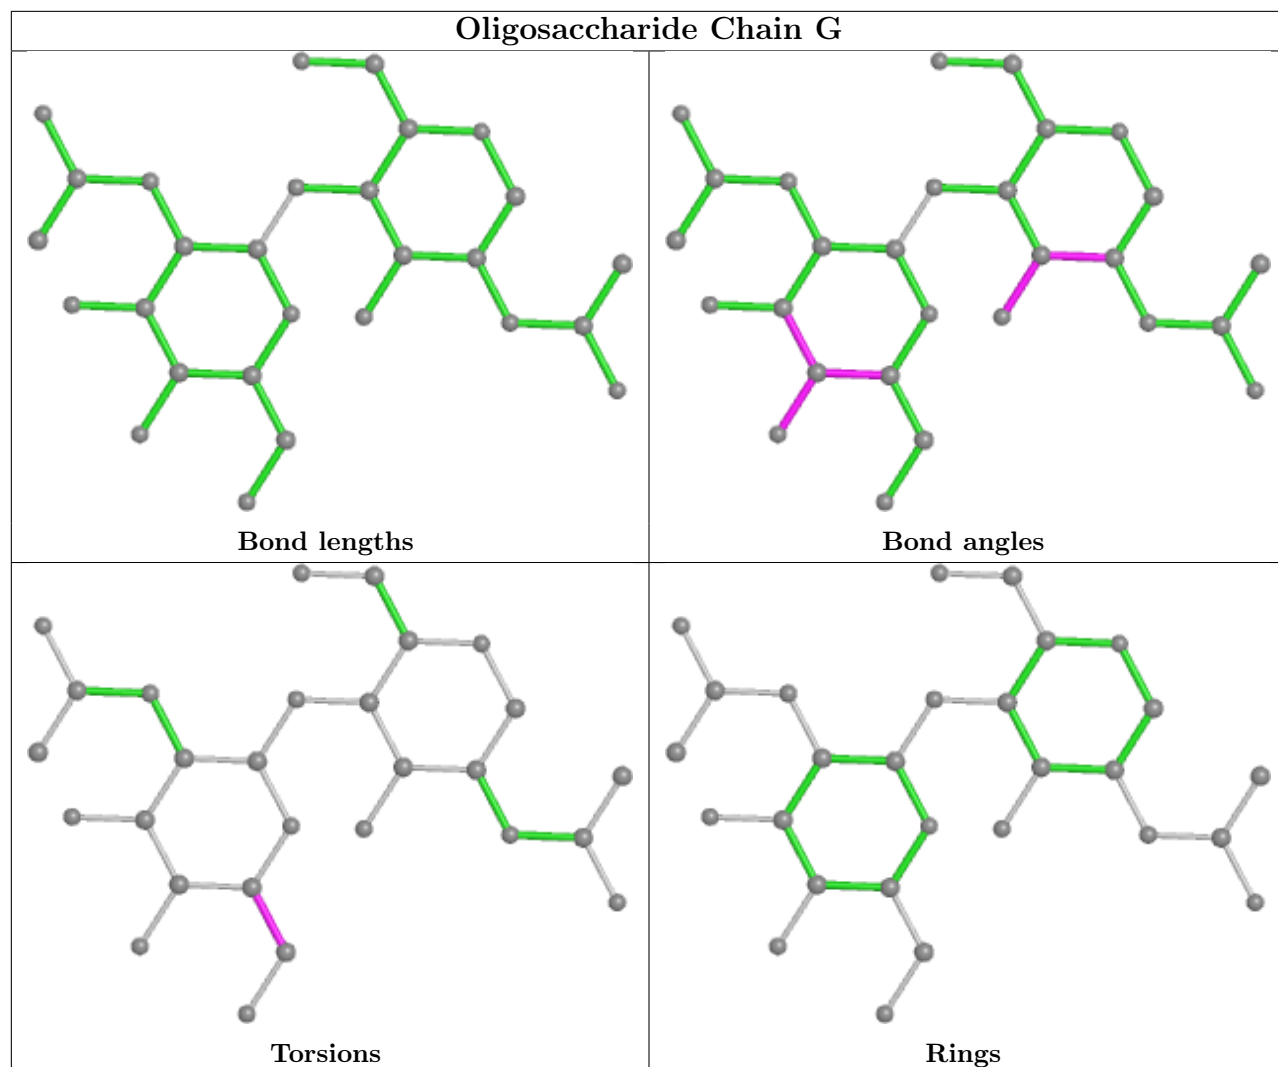 Oligosaccharide Chain G
Bond lengths
Bond angles
Torsions
Rings